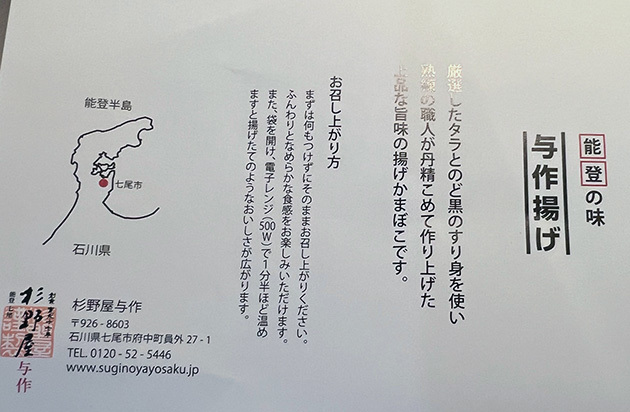 能登の味
与作揚げ
厳選したタラとのど黒のすり身を使い
熟練の職人が丹精こめて作り上げた
上品な旨味の揚げかまぼこです。
お召し上がり方
まずは何もつけずにそのままお召し上がりください。
ふんわりとなめらかな食感をお楽しみいただけます。
また、袋を開け、電子レンジ(500W)で1分半ほど温め
ますと揚げたてのようなおいしさが広がります。
能登半島
七尾市
石川県
杉野屋
与作
杉野屋与作
〒926-8603
石川県七尾市府中町員外27-1
TEL. 0120-52-5446
www.suginoyayosaku.jp